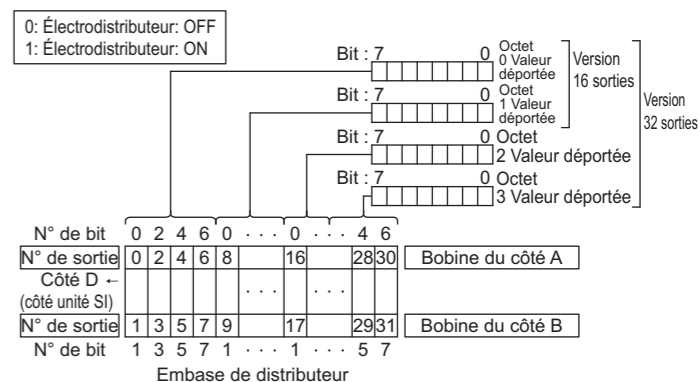 0: Électrodistributeur: OFF
1: Électrodistributeur: ON
Bit : 7 0 Octet
0 Valeur
déportée
Bit : 7 0 Octet
1 Valeur
déportée
Version
16 sorties
Bit : 7 0 Octet
2 Valeur déportée
Bit : 7 0 Octet
3 Valeur déportée
Version
32 sorties
N° de bit 0 2 4 6 0 · · · 0 · · · 4 6
N° de sortie 0 2 4 6 8 16 28 30 Bobine du côté A
Côté D ←
(côté unité SI) · · · · · ·
N° de sortie 1 3 5 7 9 17 29 31 Bobine du côté B
N° de bit 1 3 5 7 1 · · · 1 · · · 5 7
Embase de distributeur